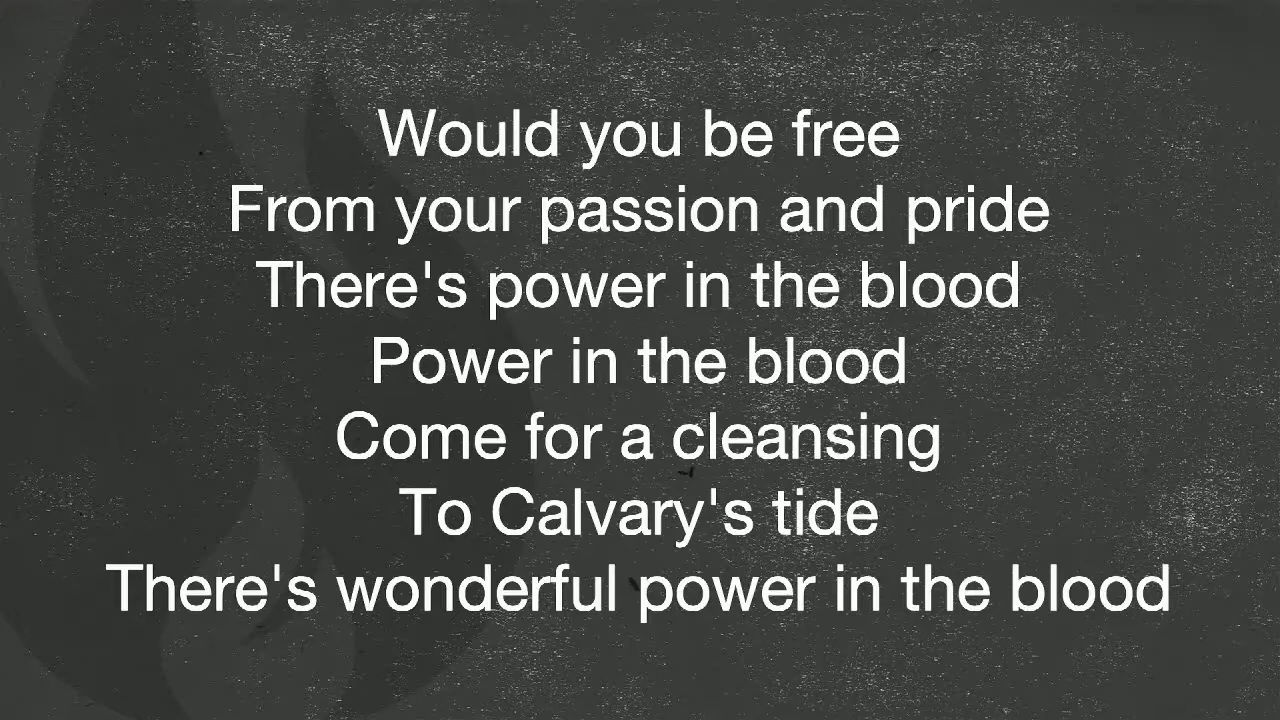 Would you be free
From your passion and pride
There's power in the blood
Power in the blood
Come for a cleansing
To Calvary's tide
There's wonderful power in the blood